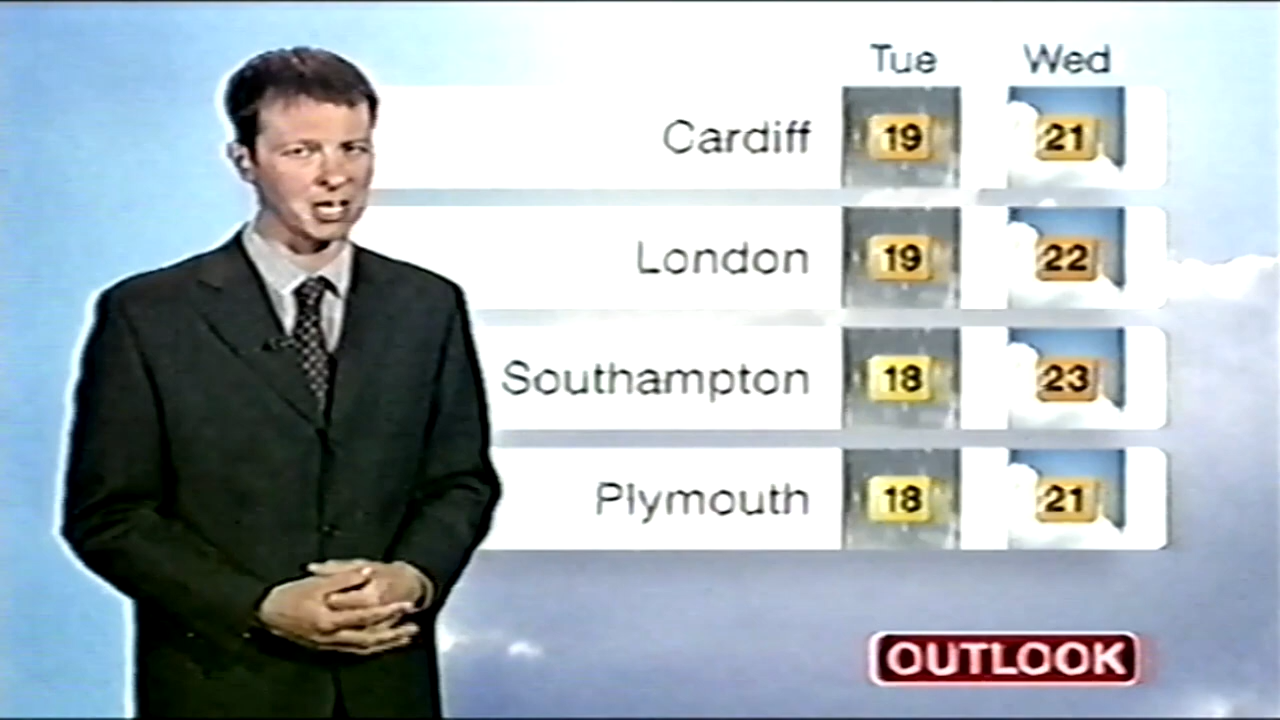 Tue Wed
Cardiff 19 21
London 19 22
Southampton 18 23
Plymouth 18 21
OUTLOOK